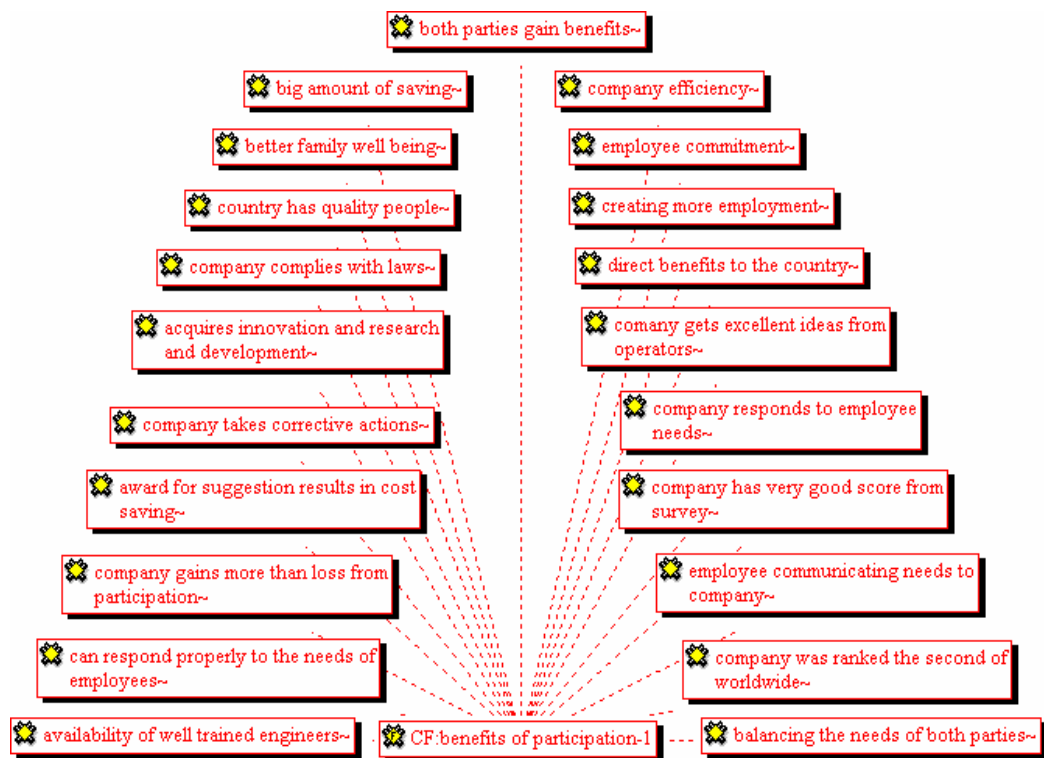 both parties gain benefits~
big amount of saving~
company efficiency~
better family well being~
employee commitment~
country has quality people~
creating more employment~
company complies with laws~
direct benefits to the country~
acquires innovation and research
and development~
comany gets excellent ideas from
operators~
company takes corrective actions~
company responds to employee
needs~
award for suggestion results in cost
saving~
company has very good score from
survey~
company gains more than loss from
participation~
employee communicating needs to
company~
can respond properly to the needs of
employees~
company was ranked the second of
worldwide~
availability of well trained engineers~
CF:benefits of participation-1
balancing the needs of both parties~